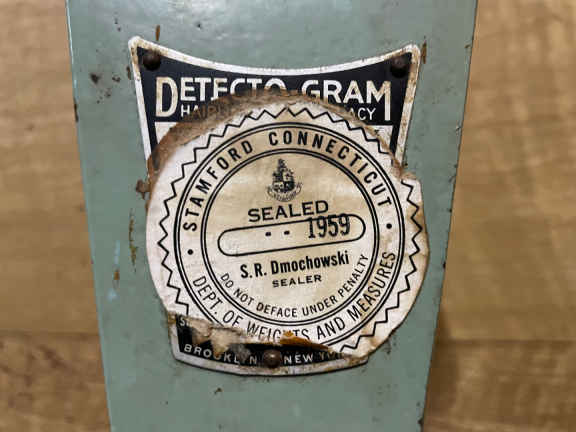 DETECTO-GRAM
STAMFORD CONNECTICUT
SEALED
- - 1959
S.R. Dmochowski
SEALER
DO NOT DEFACE UNDER PENALTY
· DEPT. OF WEIGHTS AND MEASURES ·
BROOKLYN NEW